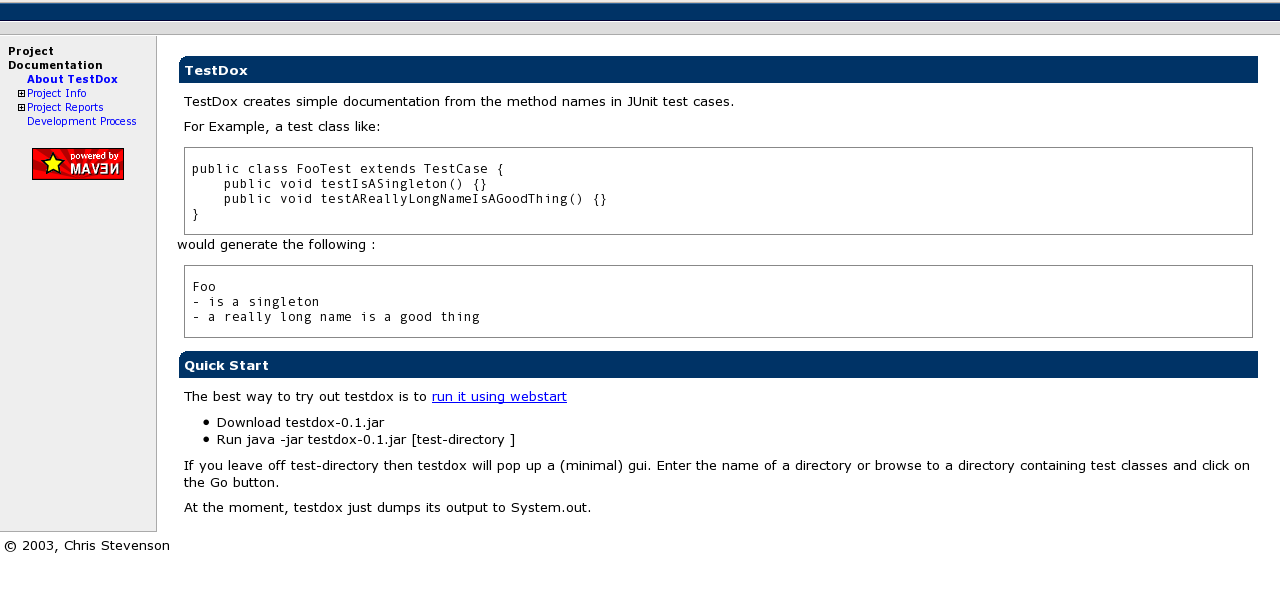 Project
Documentation
About TestDox
Project Info
Project Reports
Development Process
powered by
MAVEN
TestDox
TestDox creates simple documentation from the method names in JUnit test cases.
For Example, a test class like:
public class FooTest extends TestCase {
    public void testIsASingleton() {}
    public void testAReallyLongNameIsAGoodThing() {}
}
would generate the following :
Foo
- is a singleton
- a really long name is a good thing
Quick Start
The best way to try out testdox is to run it using webstart
• Download testdox-0.1.jar
• Run java -jar testdox-0.1.jar [test-directory ]
If you leave off test-directory then testdox will pop up a (minimal) gui. Enter the name of a directory or browse to a directory containing test classes and click on
the Go button.
At the moment, testdox just dumps its output to System.out.
© 2003, Chris Stevenson